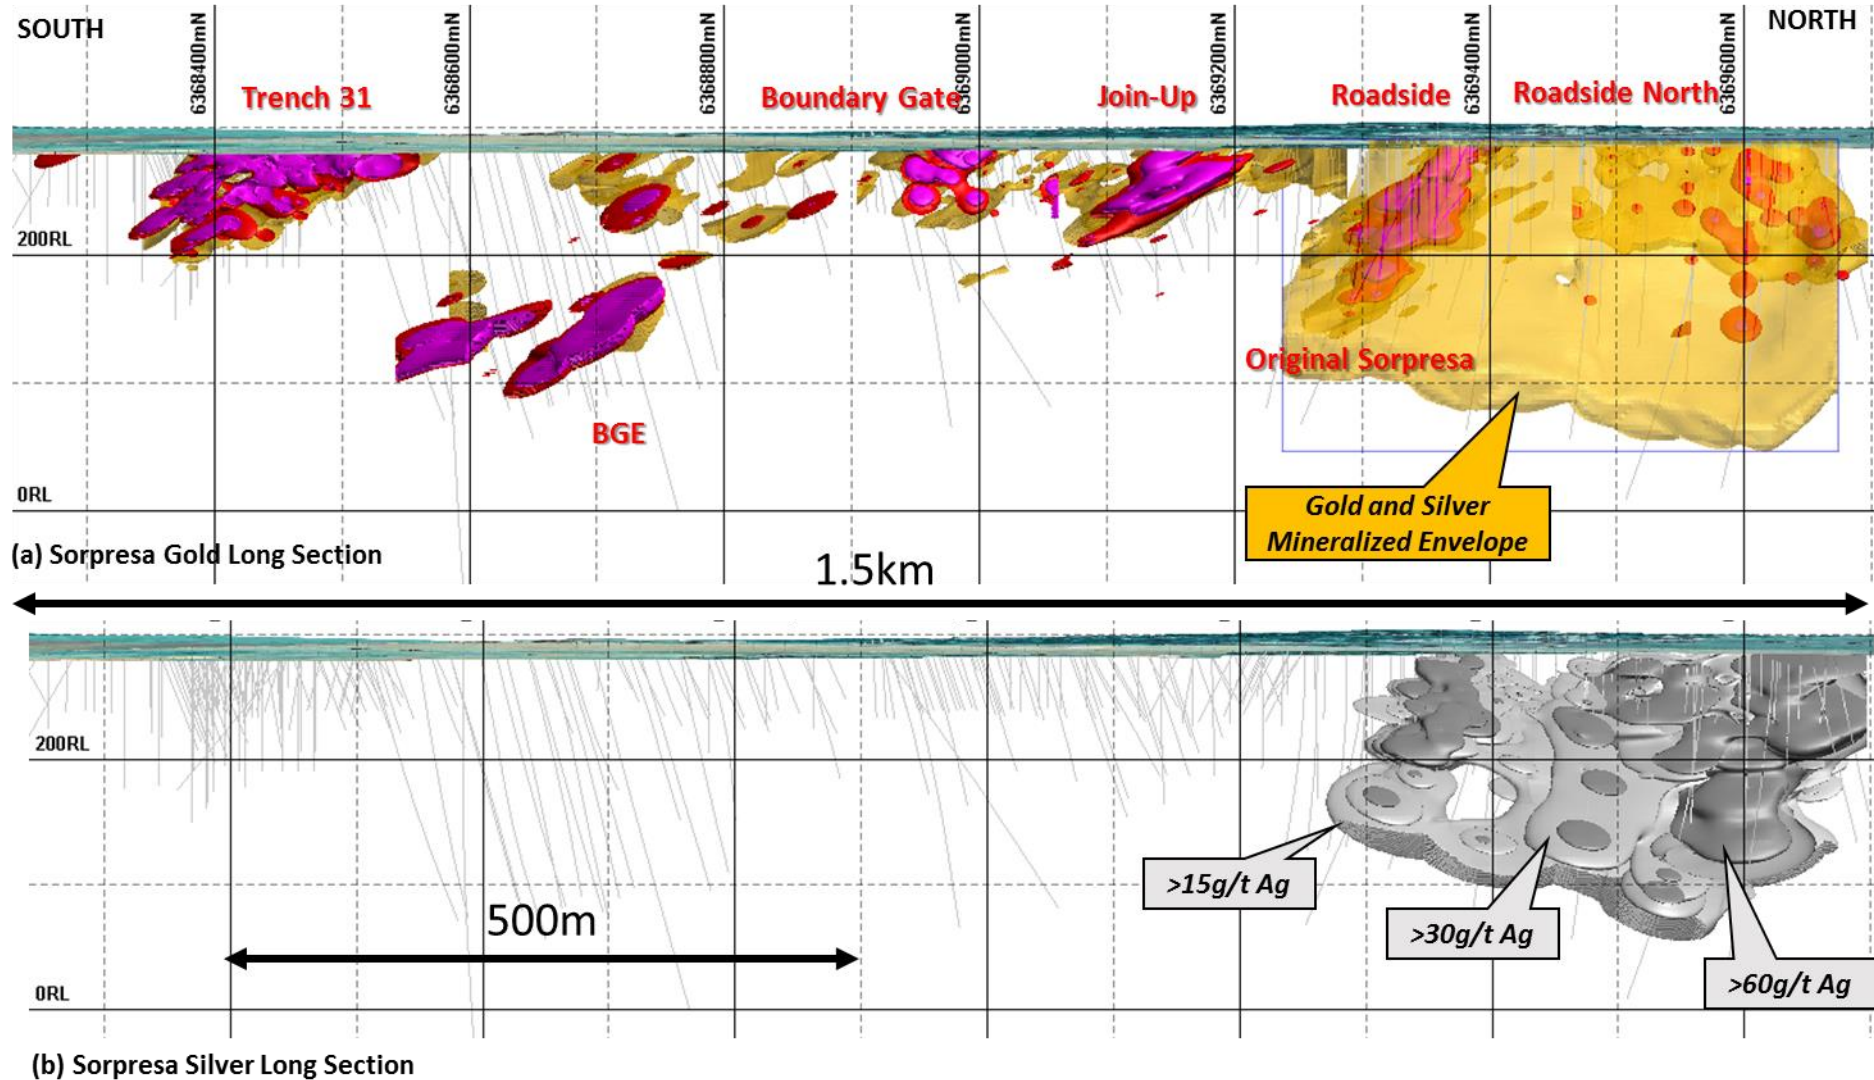 SOUTH
NORTH
6368400mN
6368600mN
6368800mN
6369000mN
6369200mN
6369400mN
6369600mN
Trench 31
Boundary Gate
Join-Up
Roadside
Roadside North
200RL
Original Sorpresa
BGE
0RL
Gold and Silver
Mineralized Envelope
(a) Sorpresa Gold Long Section
1.5km
200RL
>15g/t Ag
500m
>30g/t Ag
>60g/t Ag
0RL
(b) Sorpresa Silver Long Section